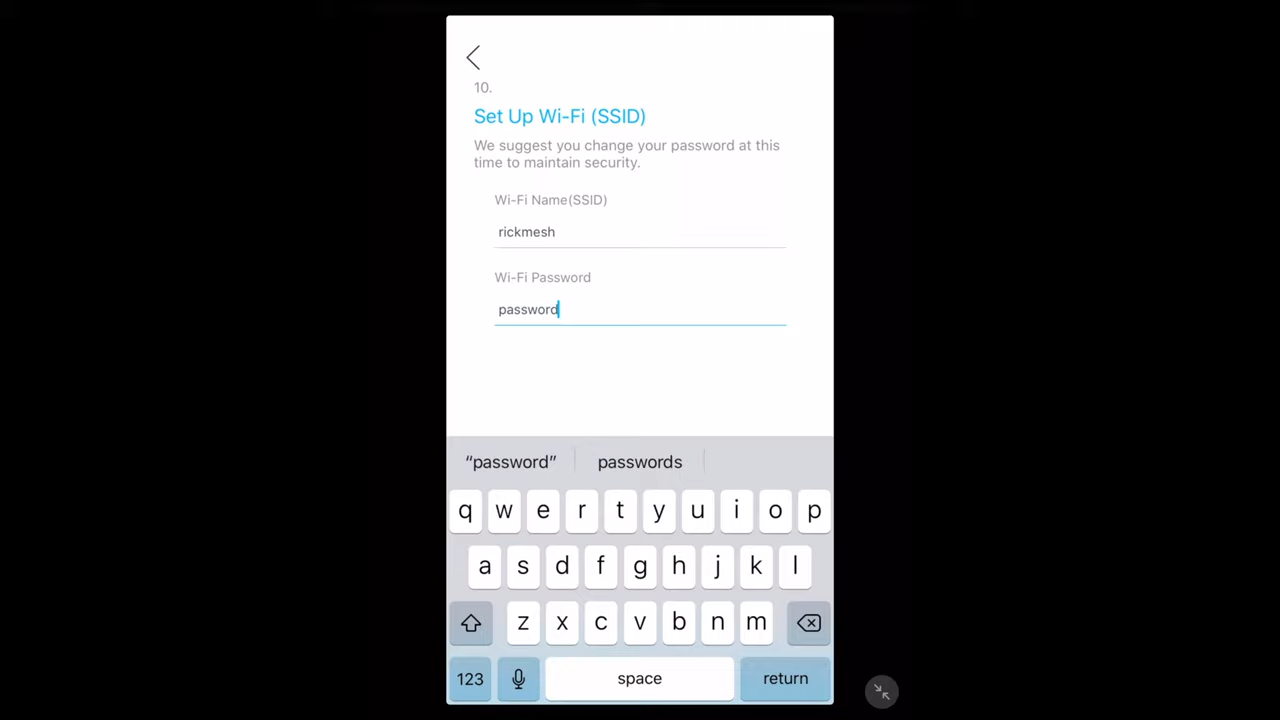 10.
Set Up Wi-Fi (SSID)
We suggest you change your password at this
time to maintain security.
Wi-Fi Name(SSID)
rickmesh
Wi-Fi Password
password
“password” passwords
q w e r t y u i o p
a s d f g h j k l
z x c v b n m
123 space return